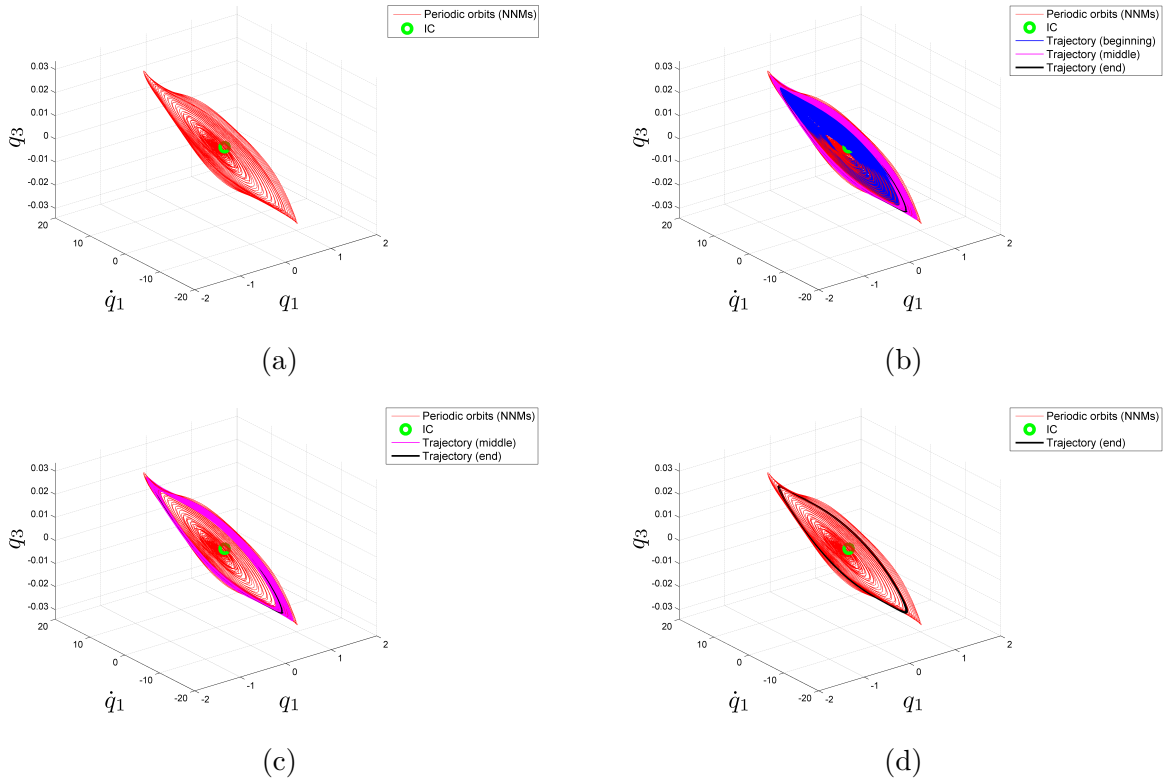 Periodic orbits (NNMs)
IC
0.03
0.02
0.01
0
-0.01
-0.02
-0.03
q₃
20
10
0
-10
-20
q̇₁
-2
-1
0
1
2
q₁
(a)
Periodic orbits (NNMs)
IC
Trajectory (beginning)
Trajectory (middle)
Trajectory (end)
0.03
0.02
0.01
0
-0.01
-0.02
-0.03
q₃
20
10
0
-10
-20
q̇₁
-2
-1
0
1
2
q₁
(b)
Periodic orbits (NNMs)
IC
Trajectory (middle)
Trajectory (end)
0.03
0.02
0.01
0
-0.01
-0.02
-0.03
q₃
20
10
0
-10
-20
q̇₁
-2
-1
0
1
2
q₁
(c)
Periodic orbits (NNMs)
IC
Trajectory (end)
0.03
0.02
0.01
0
-0.01
-0.02
-0.03
q₃
20
10
0
-10
-20
q̇₁
-2
-1
0
1
2
q₁
(d)